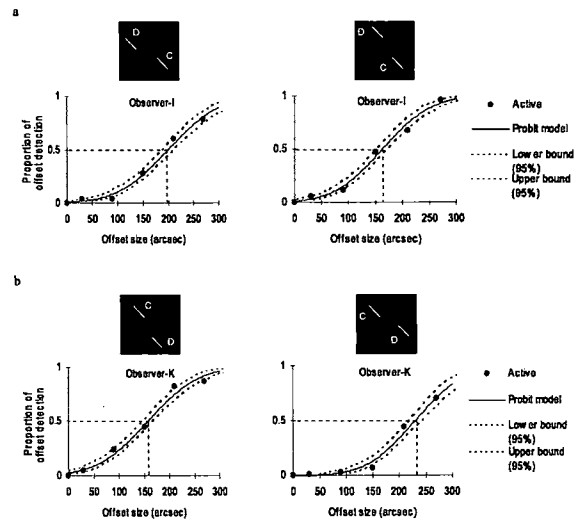 a
D
C
D
C
Observer-I
Observer-I
Proportion of
offset detection
1
0.5
0
0 50 100 150 200 250 300
Offset size (arcsec)
1
0.5
0
0 50 100 150 200 250 300
Offset size (arcsec)
Active
Probit model
Lower bound
(95%)
Upper bound
(95%)
b
C
D
C
D
Observer-K
Observer-K
Proportion of
offset detection
1
0.5
0
0 50 100 150 200 250 300
Offset size (arcsec)
1
0.5
0
0 50 100 150 200 250 300
Offset size (arcsec)
Active
Probit model
Lower bound
(95%)
Upper bound
(95%)